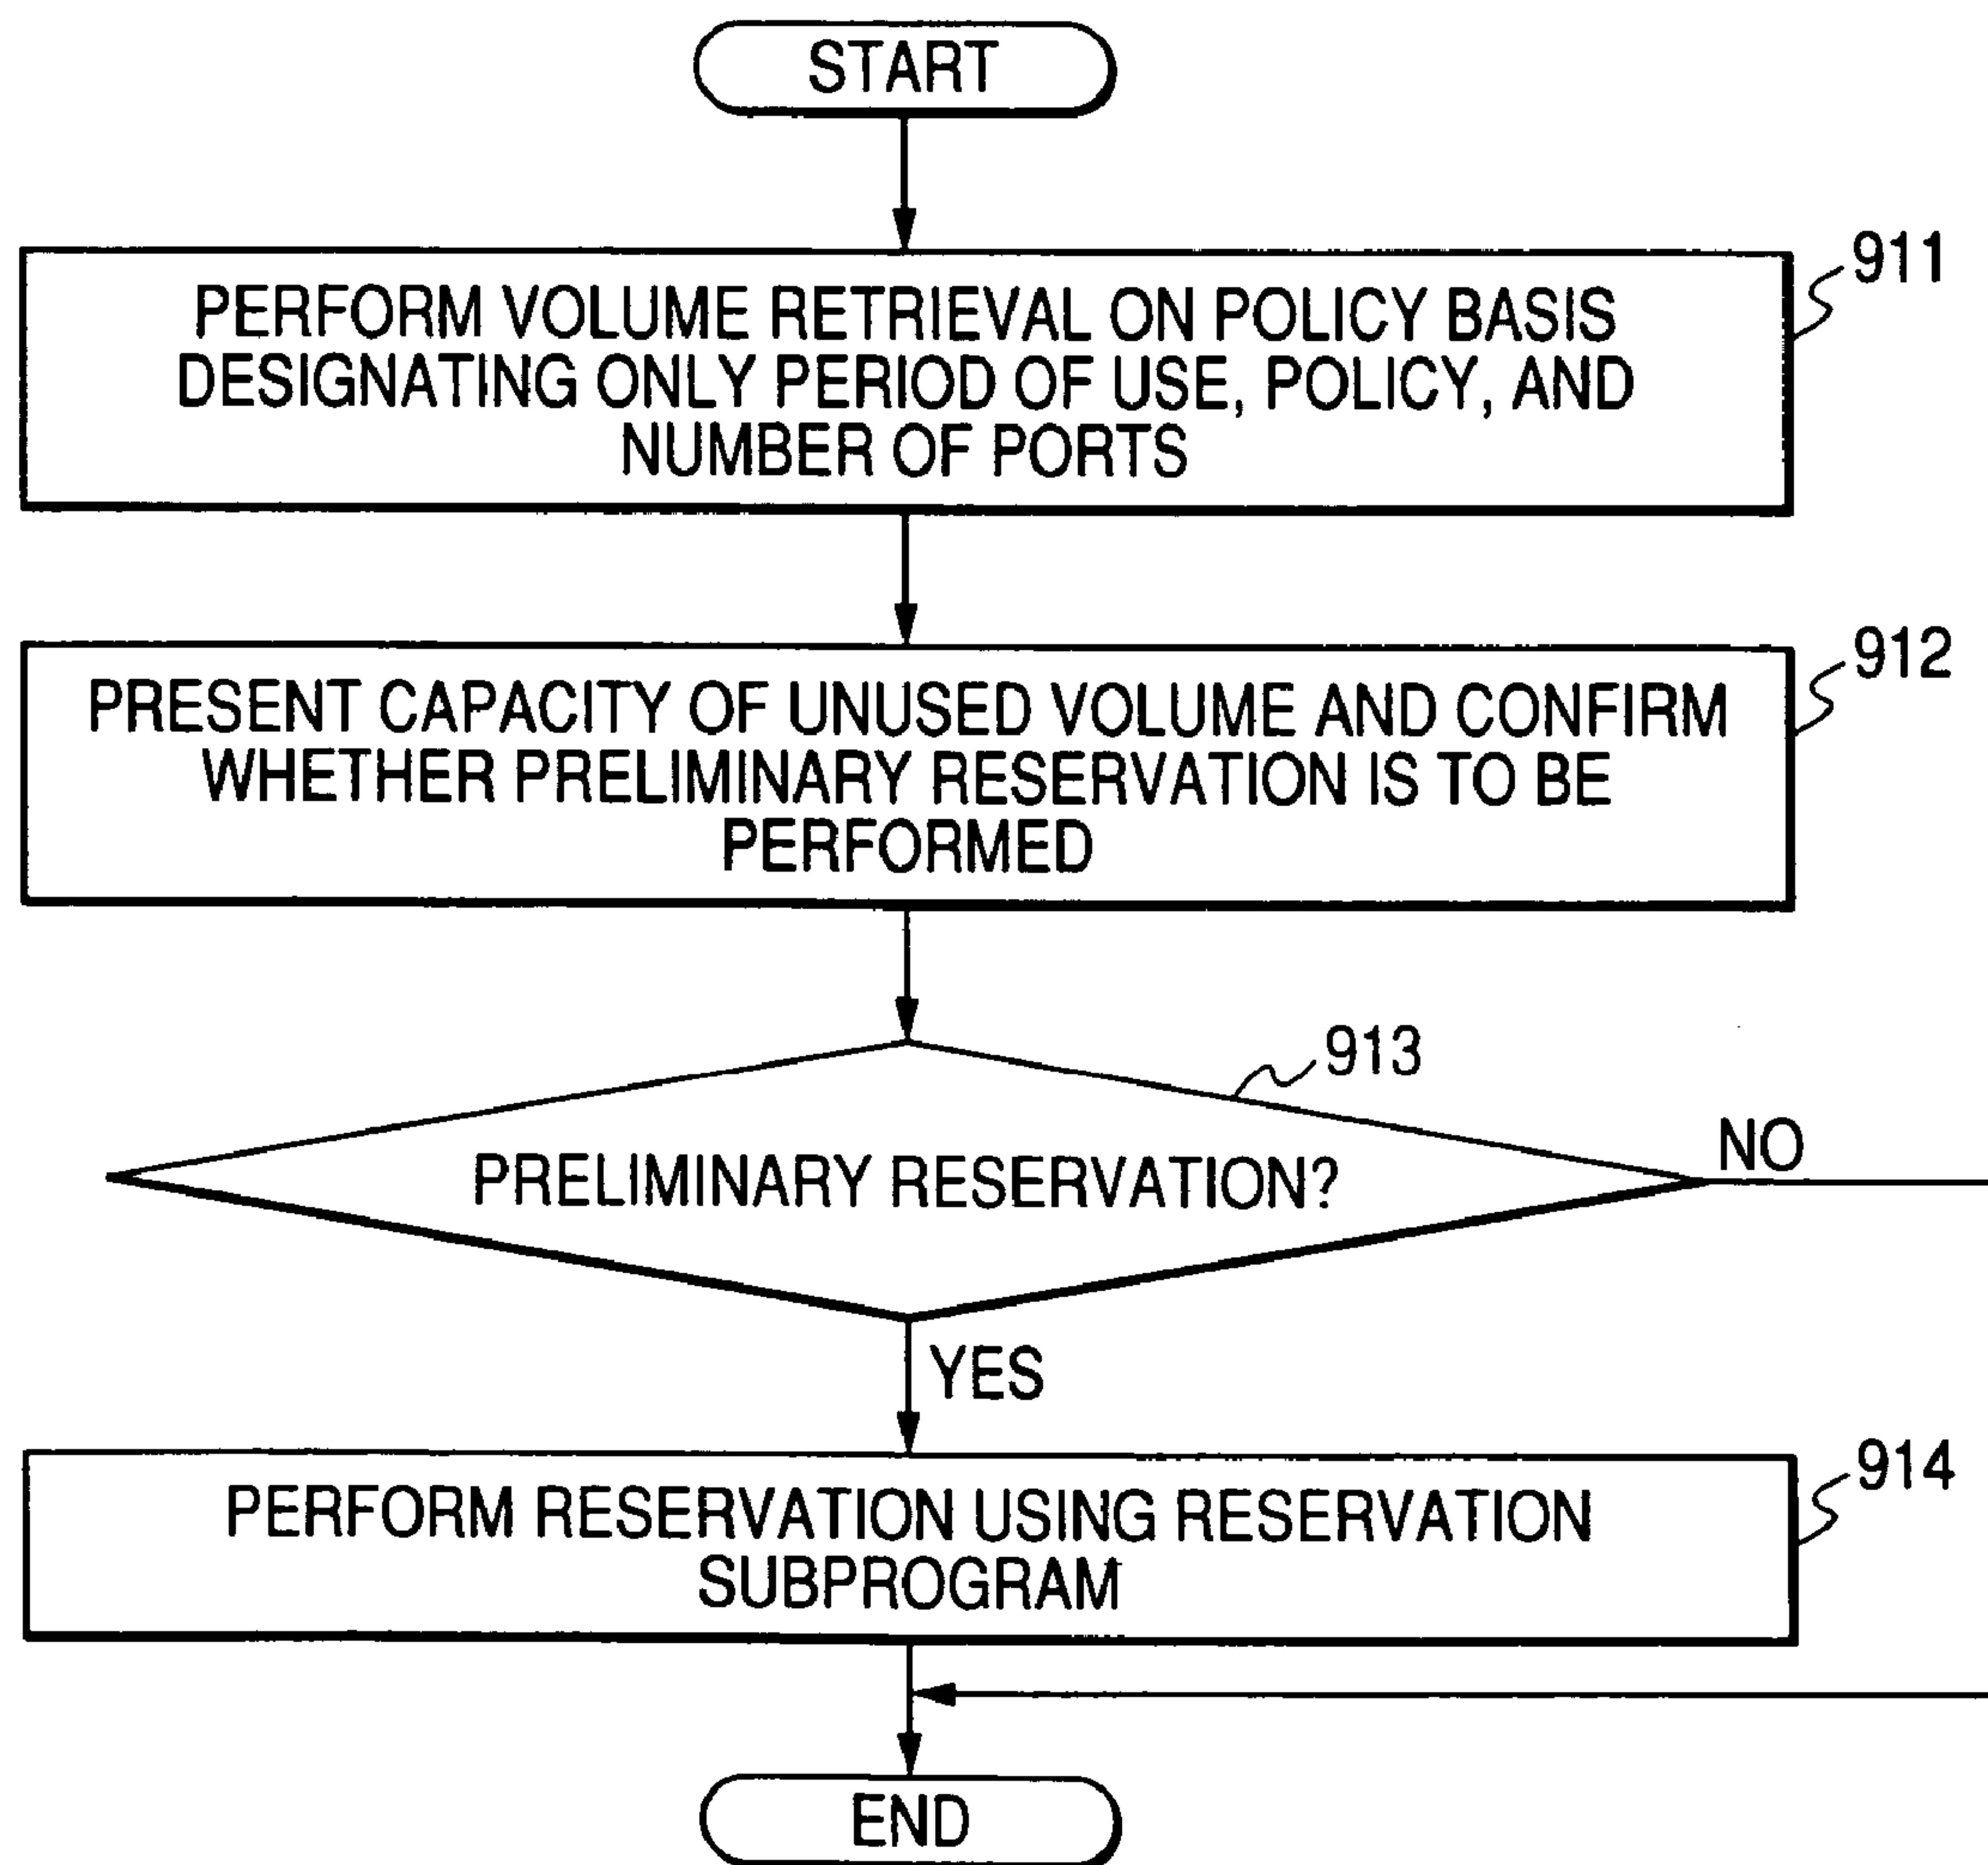 START
911
PERFORM VOLUME RETRIEVAL ON POLICY BASIS
DESIGNATING ONLY PERIOD OF USE, POLICY, AND
NUMBER OF PORTS
912
PRESENT CAPACITY OF UNUSED VOLUME AND CONFIRM
WHETHER PRELIMINARY RESERVATION IS TO BE
PERFORMED
913
PRELIMINARY RESERVATION?
NO
YES
914
PERFORM RESERVATION USING RESERVATION
SUBPROGRAM
END